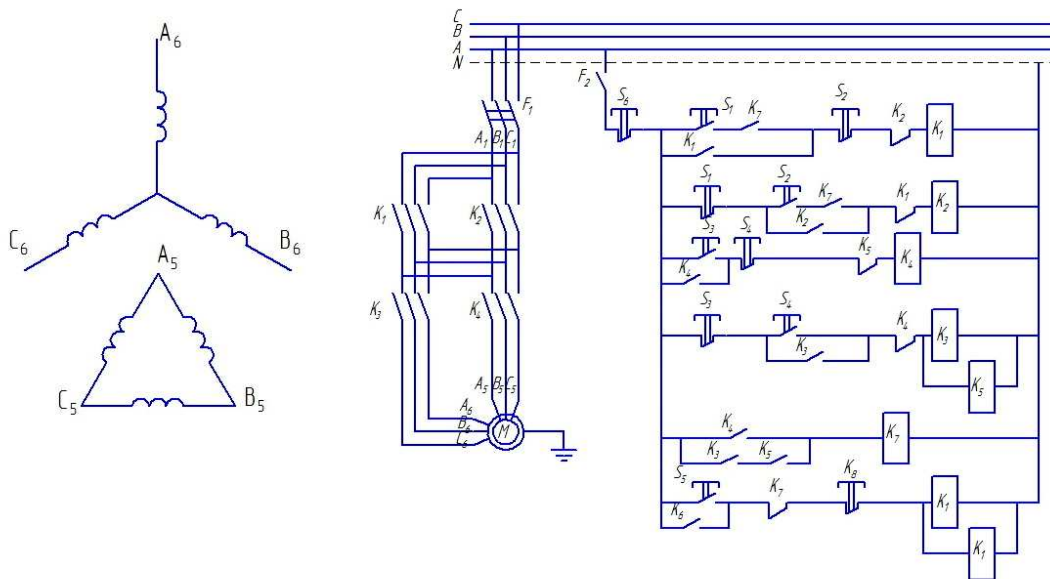 A6
C6
B6
A5
C5
B5
C
B
A
N
F2
F1
A1 B1 C1
K1
K2
K3
K4
A5 B5 C5
A6
B6
C6
M
S6
S1 K7 S2 K2 K1
K1
S1 S2 K7 K1 K2
K2
S3 S4 K5 K4
K4
S3 S4 K4 K3
K3
K5
K4 K7
K3 K5
S5 K7 K8 K1
K6
K1